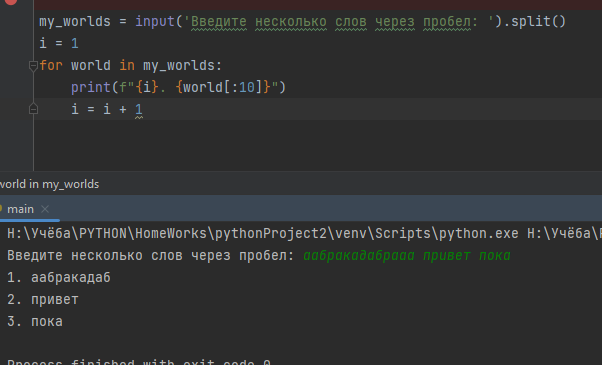 my_worlds = input('Введите несколько слов через пробел: ').split()
i = 1
for world in my_worlds:
    print(f"{i}. {world[:10]}")
    i = i + 1
world in my_worlds
main ×
H:\Учёба\PYTHON\HomeWorks\pythonProject2\venv\Scripts\python.exe H:\Учёба\
Введите несколько слов через пробел: аабракадабрааа привет пока
1. аабракадаб
2. привет
3. пока
Process finished with exit code 0